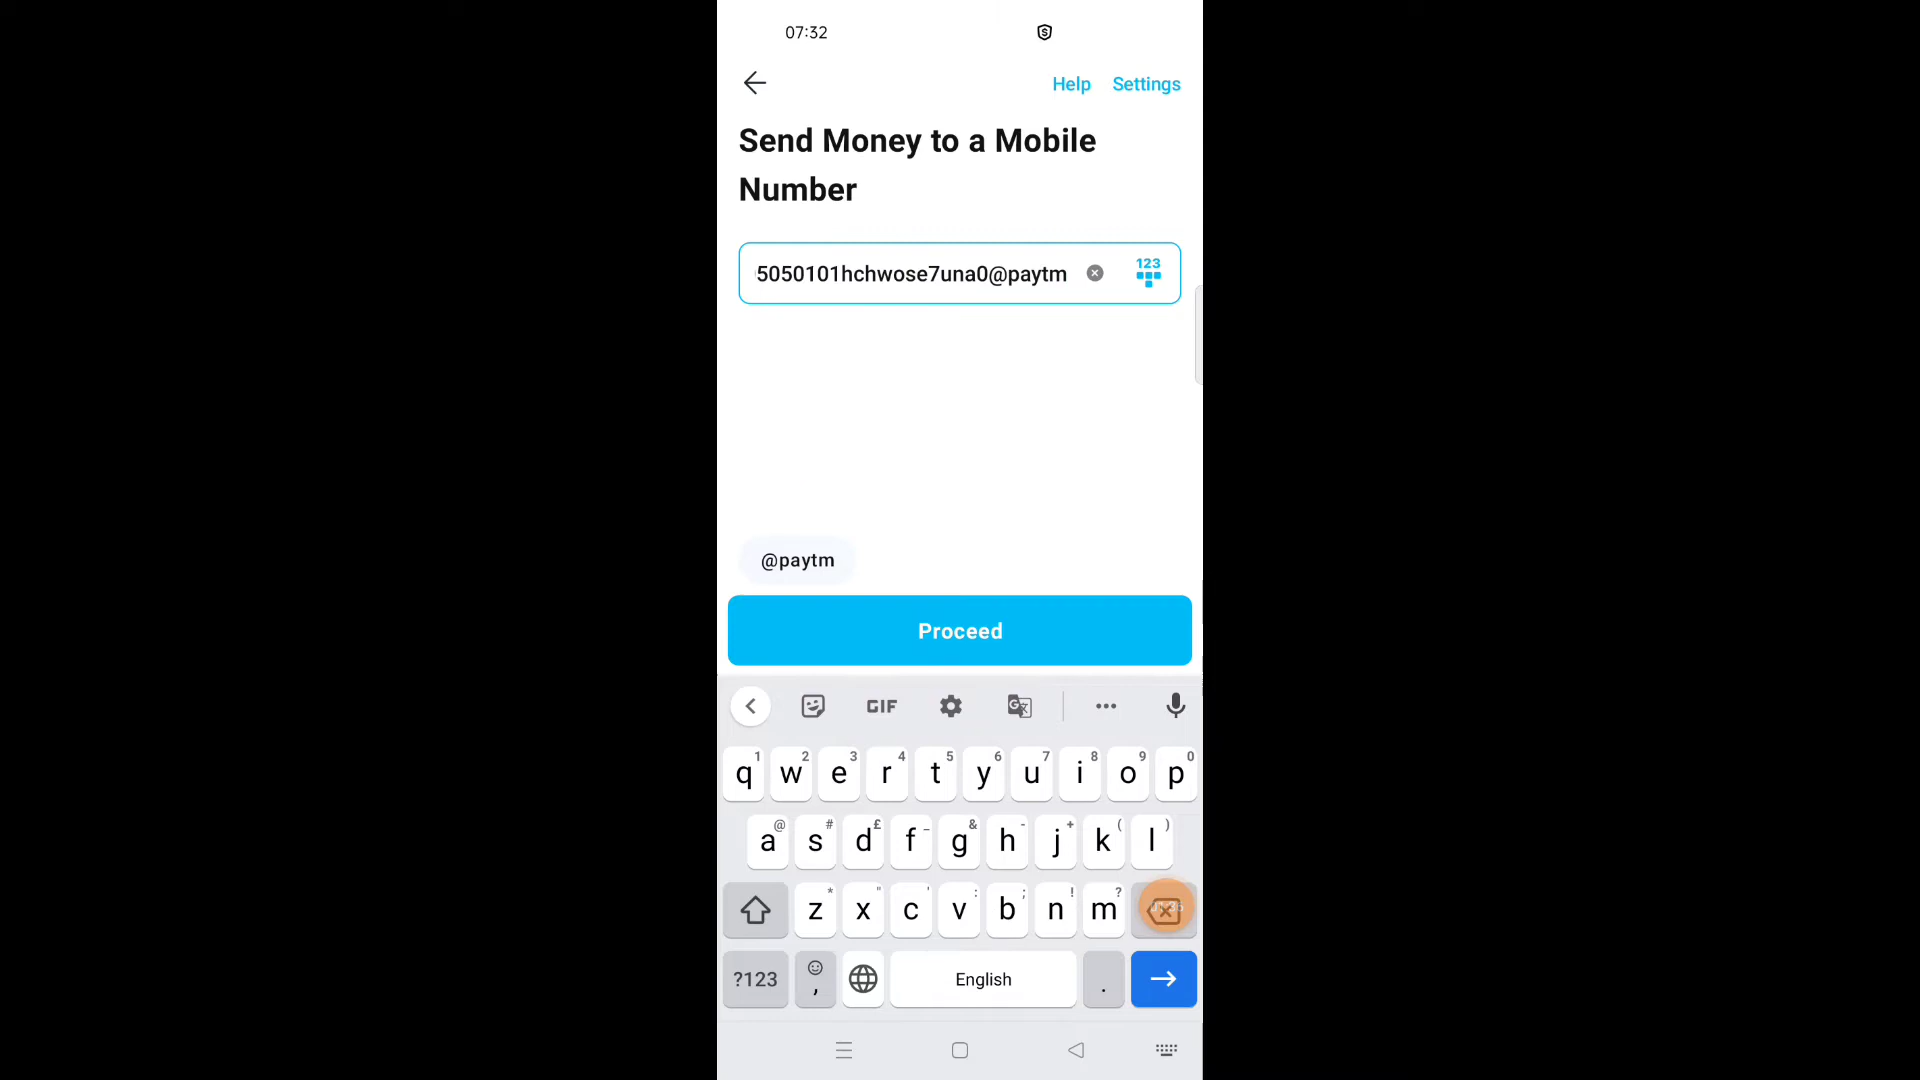 07:32
Help Settings
Send Money to a Mobile
Number
5050101hchwose7una0@paytm
123
@paytm
Proceed
GIF
q1 w2 e3 r4 t5 y6 u7 i8 o9 p0
a@ s# d£ f_ g& h- j+ k( l)
z* x" c' v: b; n! m?
?123 , English .